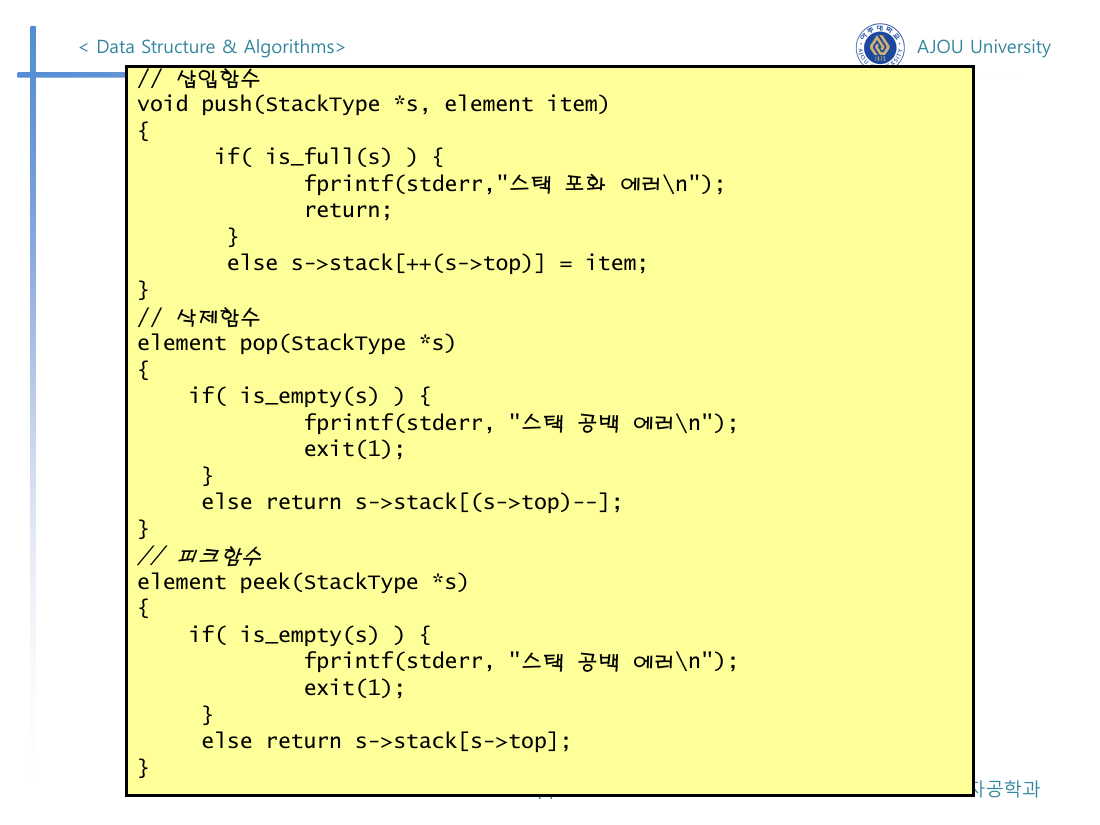 < Data Structure & Algorithms>
AJOU University
// 삽입함수
void push(StackType *s, element item)
{
if( is_full(s) ) {
fprintf(stderr,"스택 포화 에러\n");
return;
}
else s->stack[++(s->top)] = item;
}
// 삭제함수
element pop(StackType *s)
{
if( is_empty(s) ) {
fprintf(stderr, "스택 공백 에러\n");
exit(1);
}
else return s->stack[(s->top)--];
}
// 피크함수
element peek(StackType *s)
{
if( is_empty(s) ) {
fprintf(stderr, "스택 공백 에러\n");
exit(1);
}
else return s->stack[s->top];
}
자공학과